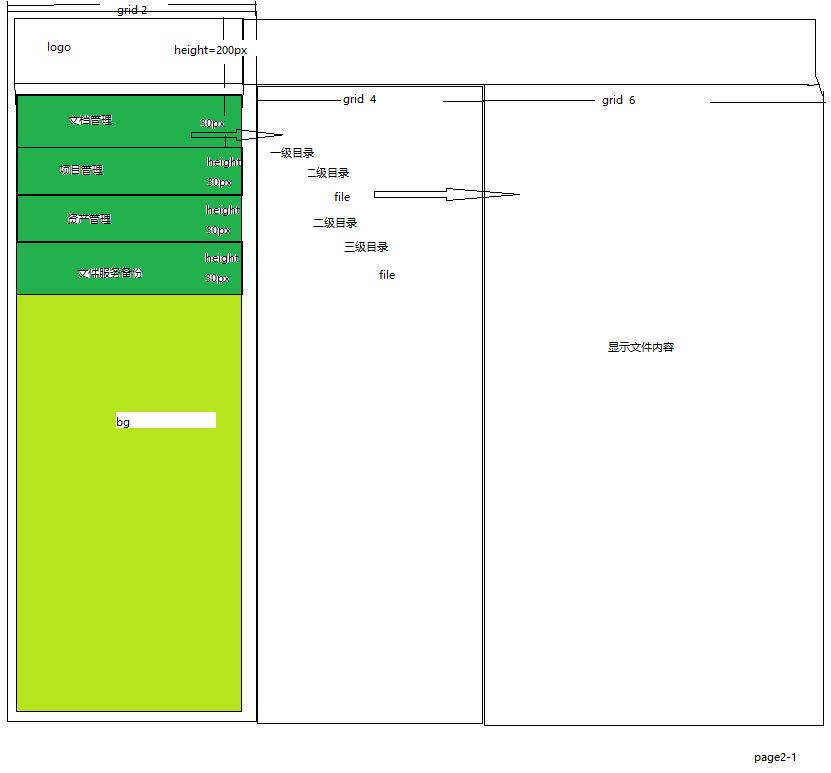 grid 2
logo
height=200px
grid 4
grid 6
文档管理
30px
一级目录
项目管理
height
30px
二级目录
file
资产管理
height
30px
二级目录
三级目录
文件服务备份
height
30px
file
显示文件内容
bg
page2-1